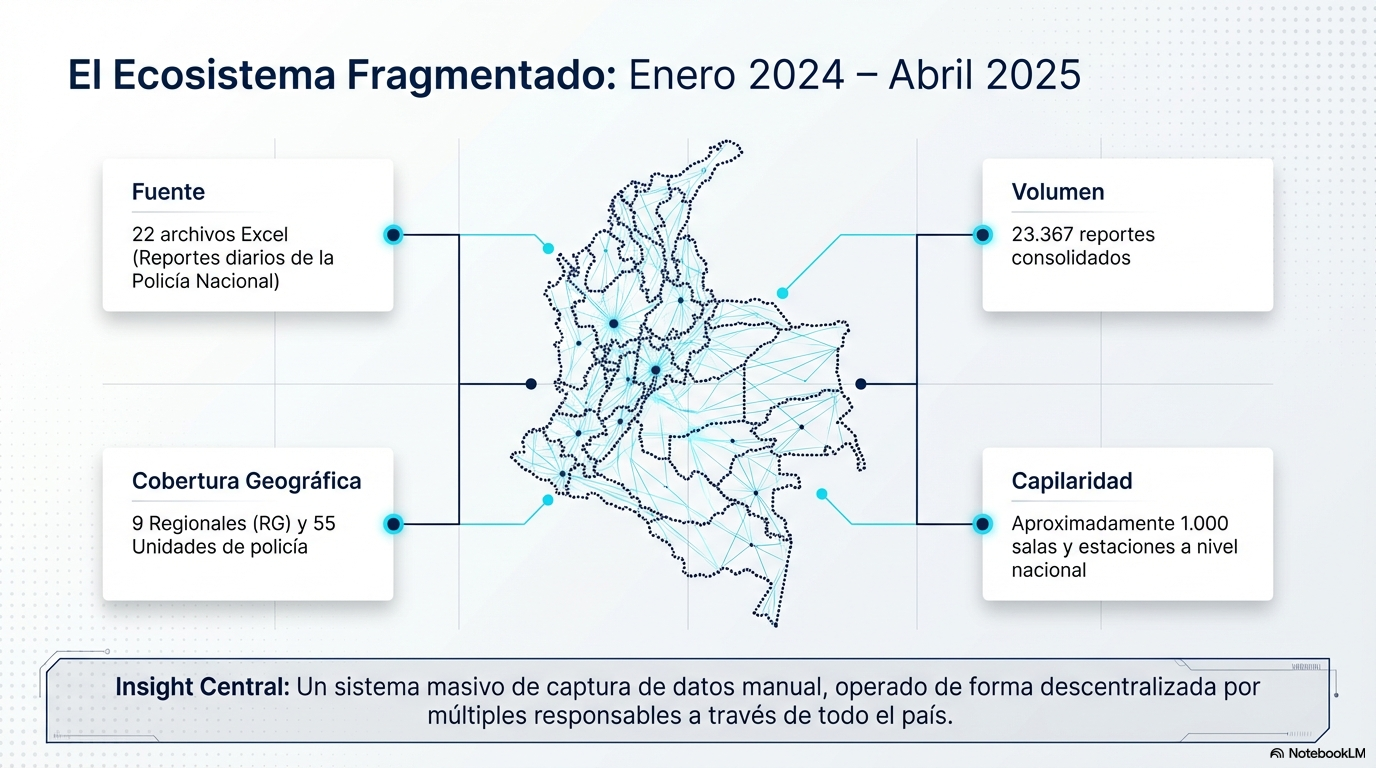 El Ecosistema Fragmentado: Enero 2024 – Abril 2025
Fuente
22 archivos Excel
(Reportes diarios de la
Policía Nacional)
Volumen
23.367 reportes
consolidados
Cobertura Geográfica
9 Regionales (RG) y 55
Unidades de policía
Capilaridad
Aproximadamente 1.000
salas y estaciones a nivel
nacional
Insight Central: Un sistema masivo de captura de datos manual, operado de forma descentralizada por
múltiples responsables a través de todo el país.
NotebookLM